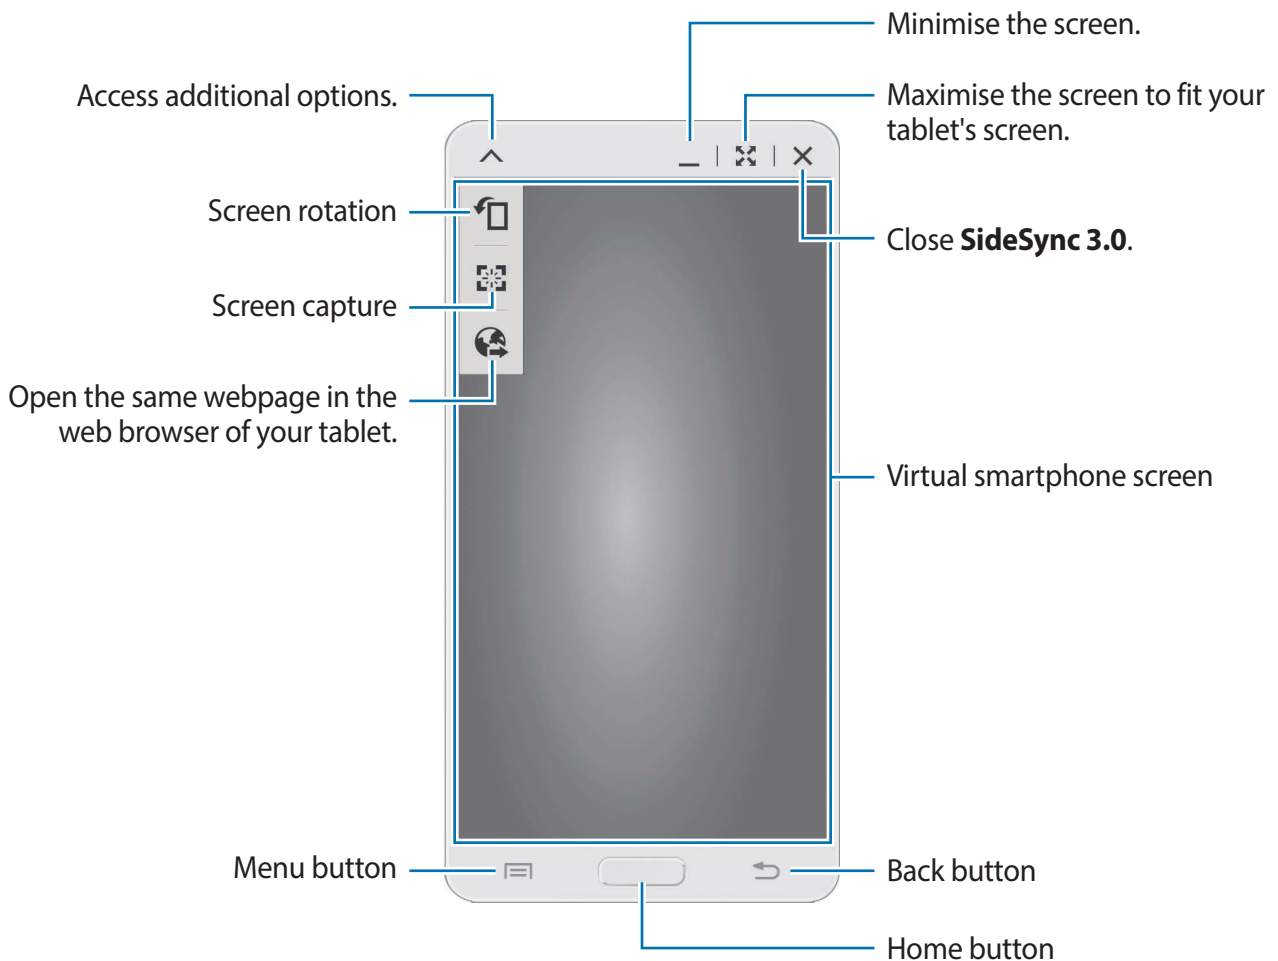 Minimise the screen.
Access additional options.
Maximise the screen to fit your
tablet's screen.
Screen rotation
Close SideSync 3.0.
Screen capture
Open the same webpage in the
web browser of your tablet.
Virtual smartphone screen
Menu button
Back button
Home button